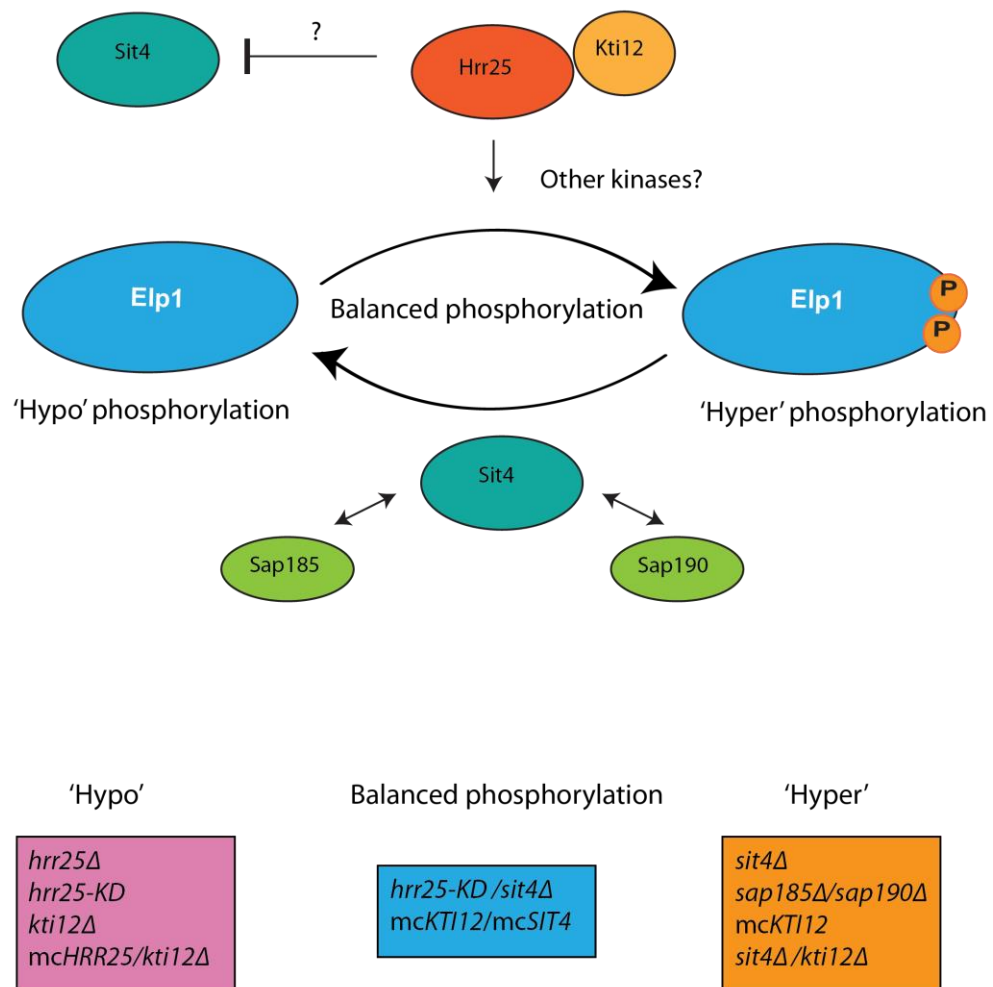 Sit4
?
Hrr25
Kti12
Other kinases?
Elp1
Balanced phosphorylation
Elp1
P
P
'Hypo' phosphorylation
'Hyper' phosphorylation
Sit4
Sap185
Sap190
'Hypo'
Balanced phosphorylation
'Hyper'
hrr25Δ
hrr25-KD
kti12Δ
mcHRR25/kti12Δ
hrr25-KD /sit4Δ
mcKTI12/mcSIT4
sit4Δ
sap185Δ/sap190Δ
mcKTI12
sit4Δ/kti12Δ